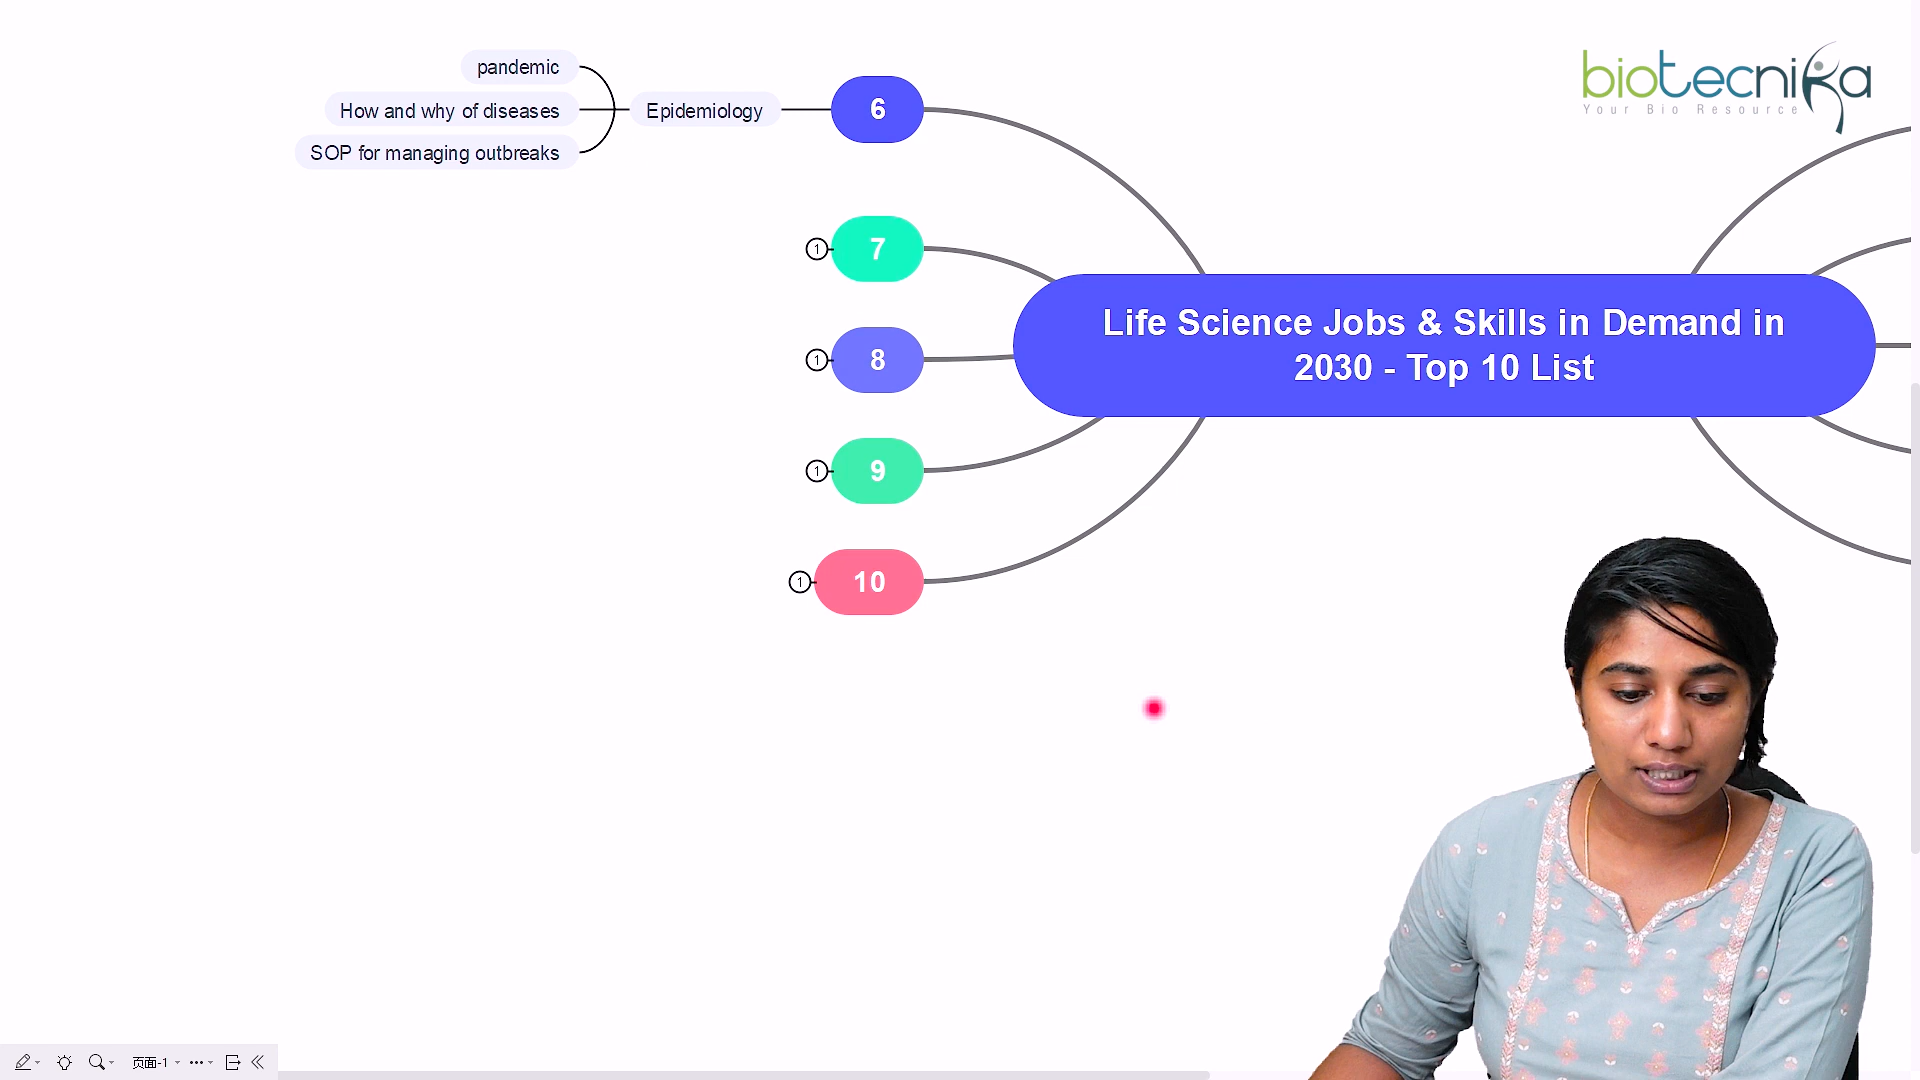 biotecnika
Your Bio Resource
pandemic
How and why of diseases
SOP for managing outbreaks
Epidemiology
6
1
7
1
8
1
9
1
10
Life Science Jobs & Skills in Demand in
2030 - Top 10 List
页面-1